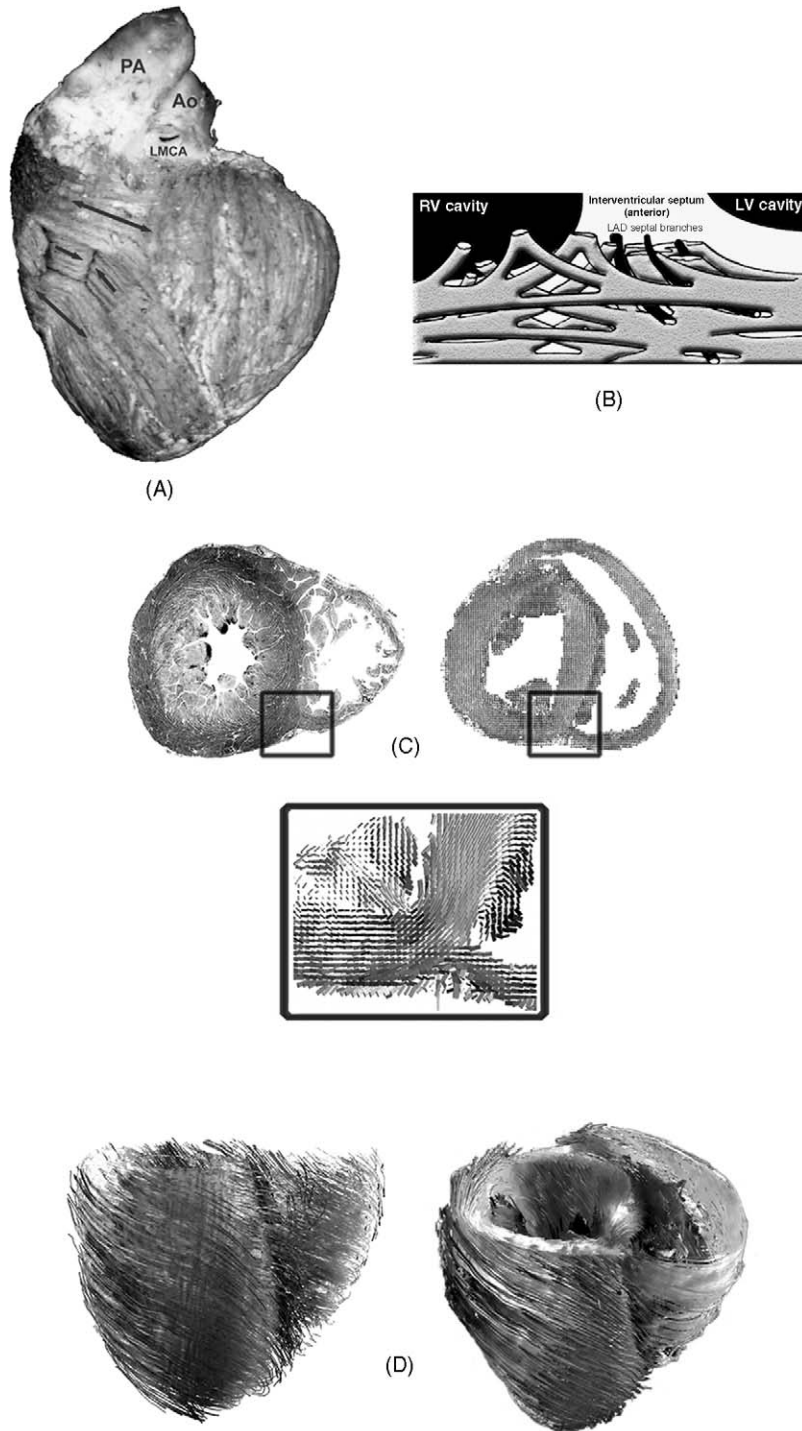 PA
Ao
LMCA
(A)
RV cavity
Interventricular septum
(anterior)
LAD septal branches
LV cavity
(B)
(C)
(D)